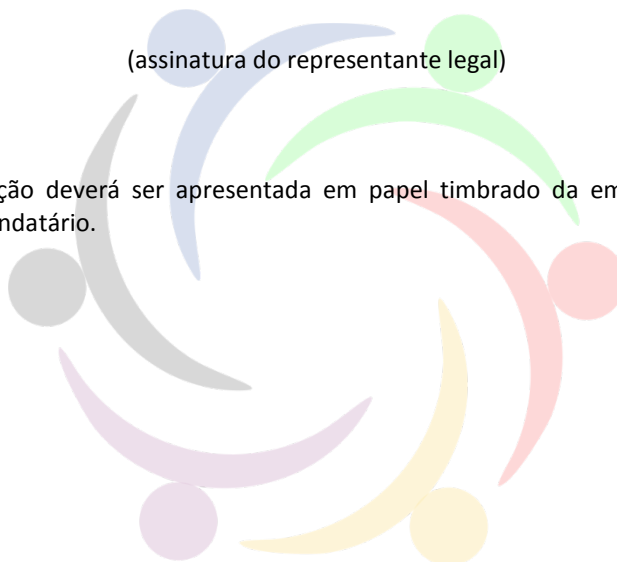 (assinatura do representante legal)
ção deverá ser apresentada em papel timbrado da em
ndatário.